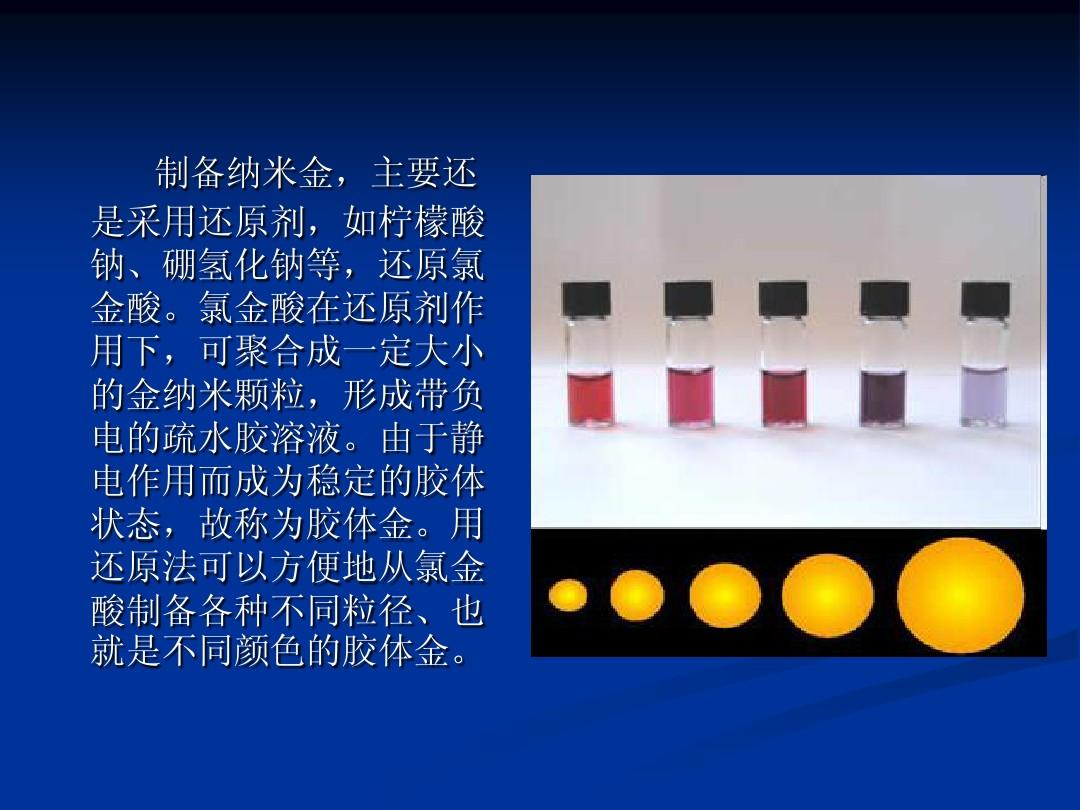 制备纳米金，主要还
是采用还原剂，如柠檬酸
钠、硼氢化钠等，还原氯
金酸。氯金酸在还原剂作
用下，可聚合成一定大小
的金纳米颗粒，形成带负
电的疏水胶溶液。由于静
电作用而成为稳定的胶体
状态，故称为胶体金。用
还原法可以方便地从氯金
酸制备各种不同粒径、也
就是不同颜色的胶体金。